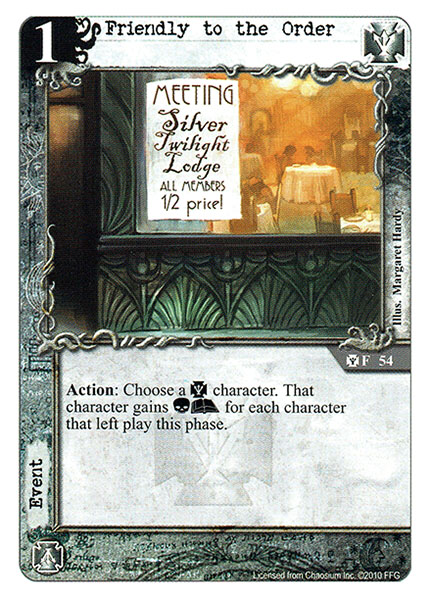 1
Friendly to the Order
MEETING
Silver
Twilight
Lodge
ALL MEMBERS
1/2 price!
Illus. Margaret Hardy
F 54
Action: Choose a character. That
character gains for each character
that left play this phase.
Event
Licensed from Chaosium Inc. ©2010 FFG